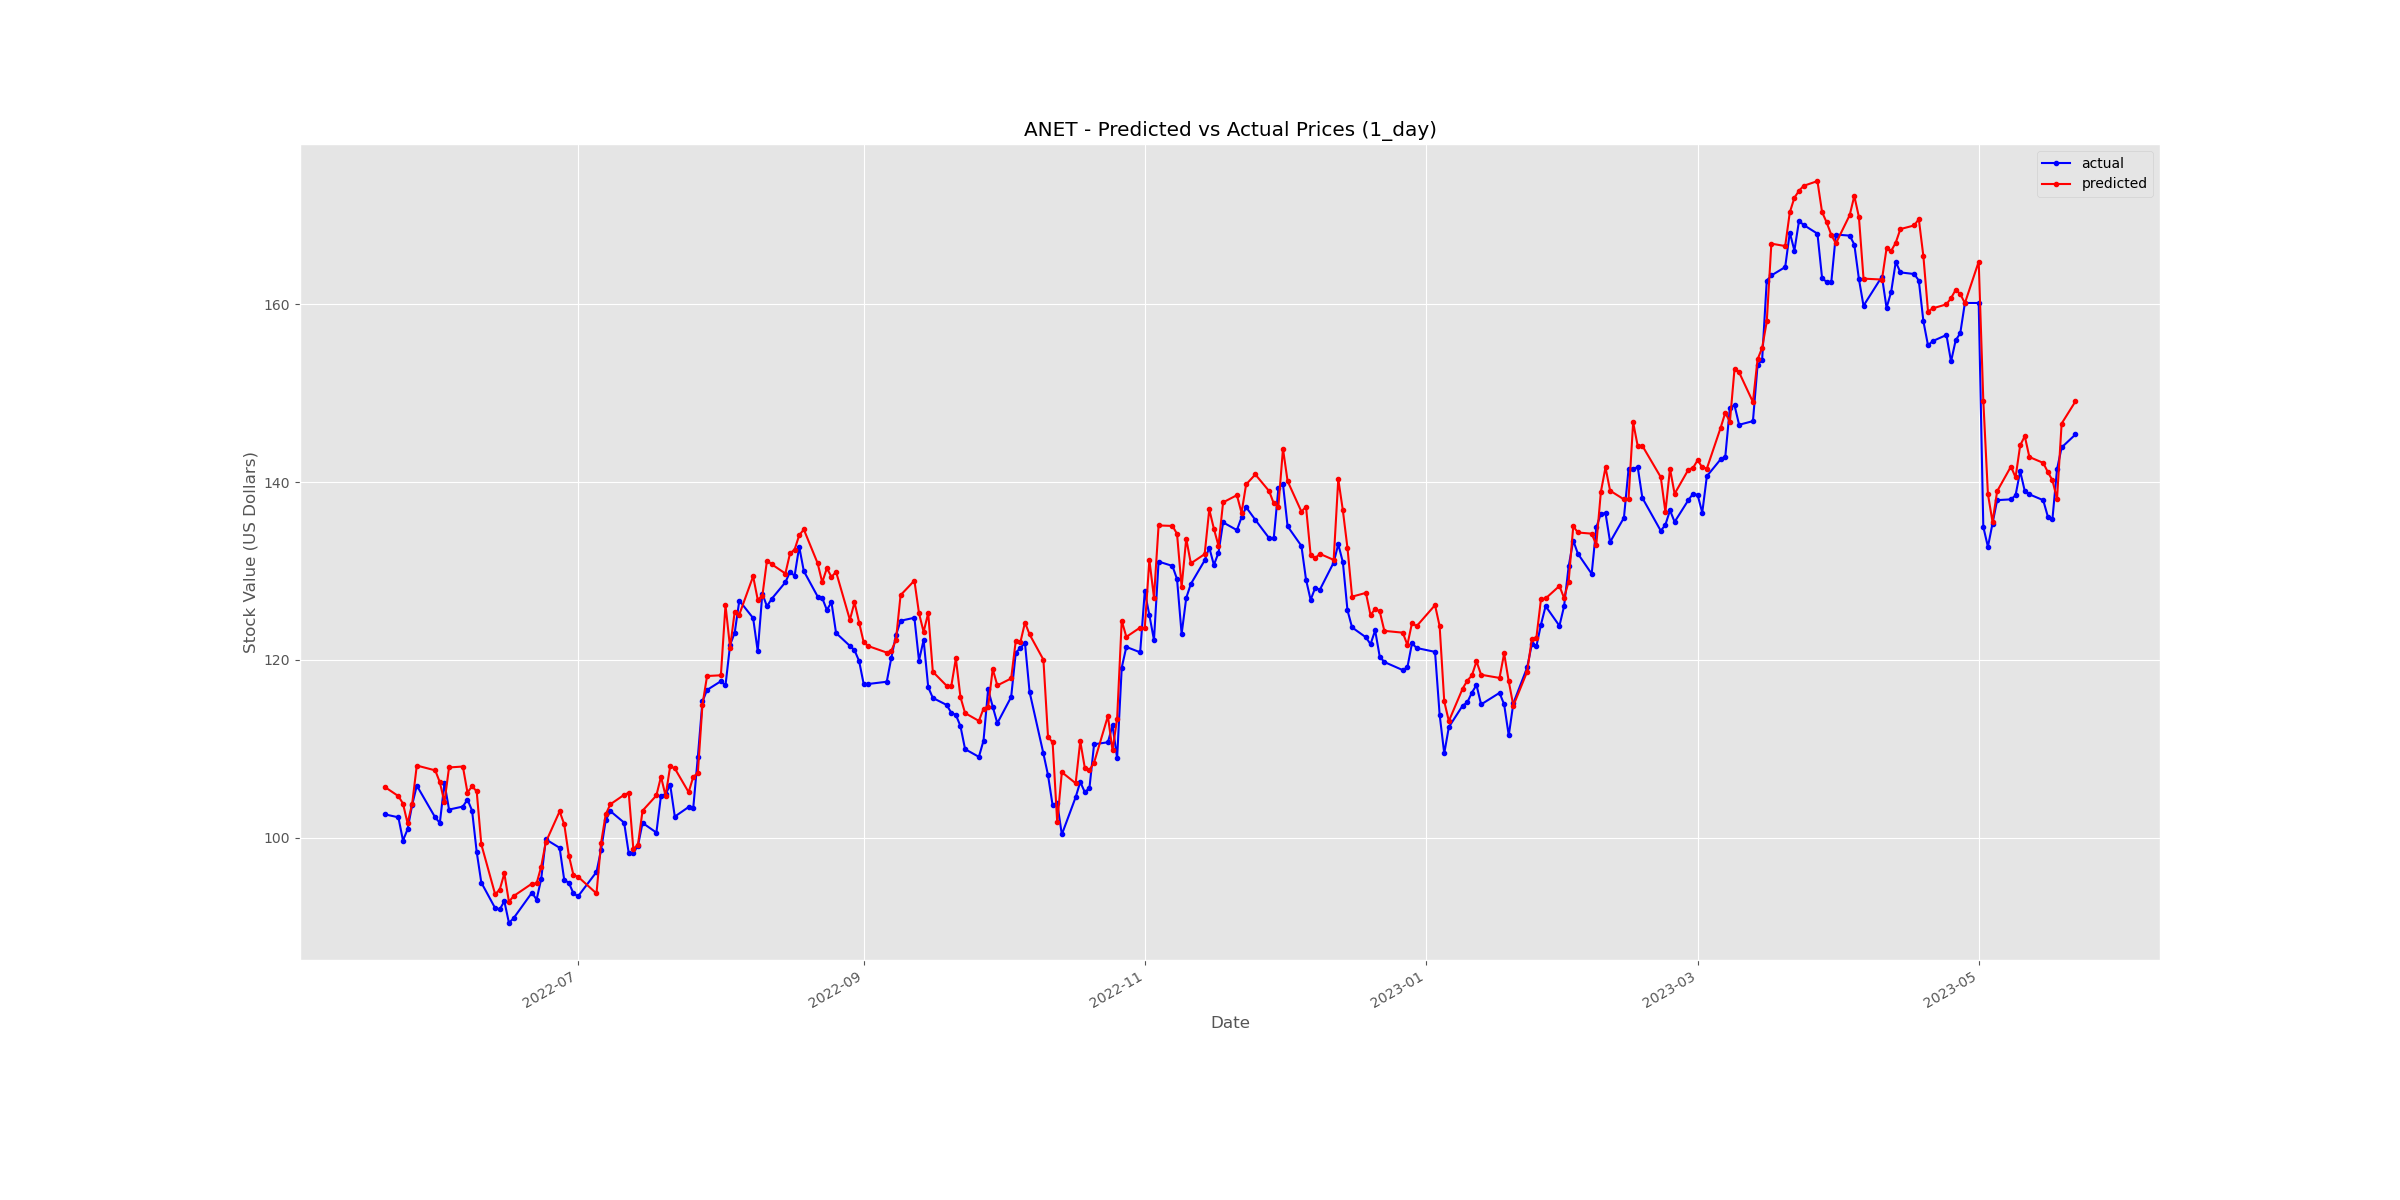 ANET - Predicted vs Actual Prices (1_day)
actual
predicted
Stock Value (US Dollars)
160
140
120
100
2022-07
2022-09
2022-11
2023-01
2023-03
2023-05
Date